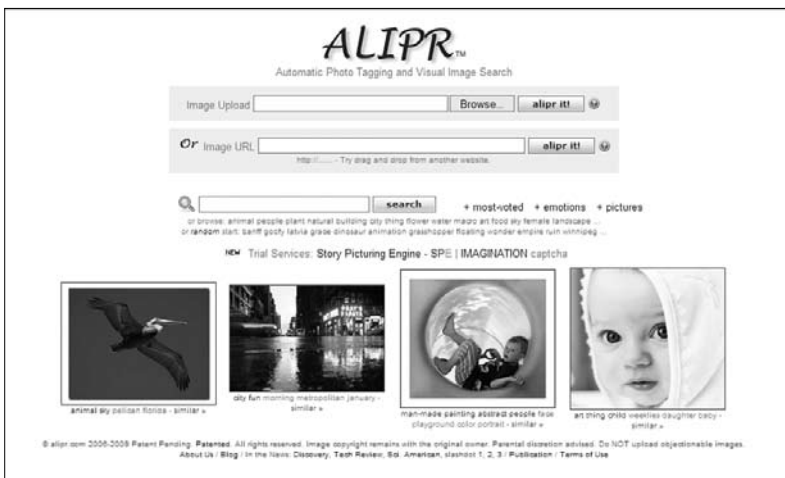 ALIPR™
Automatic Photo Tagging and Visual Image Search
Image Upload Browse... alipr it!
Or Image URL alipr it!
http://...... - Try drag and drop from another website.
search + most-voted + emotions + pictures
or browse: animal people plant natural building city thing flower water macro art food sky female landscape ...
or random start: banff goofy latvia grass dinosaur animation grasshopper floating wonder empire ruin winnipeg ...
NEW Trial Services: Story Picturing Engine - SPE | IMAGINATION captcha
animal sky pelican florida - similar »
city fun morning metropolitan january -
similar »
man-made painting abstract people face
playground color portrait - similar »
art thing child weeklies daughter baby -
similar »
© alipr.com 2006-2009 Patent Pending. Patented. All rights reserved. Image copyright remains with the original owner. Parental discretion advised. Do NOT upload objectionable images.
About Us / Blog / In the News: Discovery, Tech Review, Sci. American, slashdot 1, 2, 3 / Publication / Terms of Use